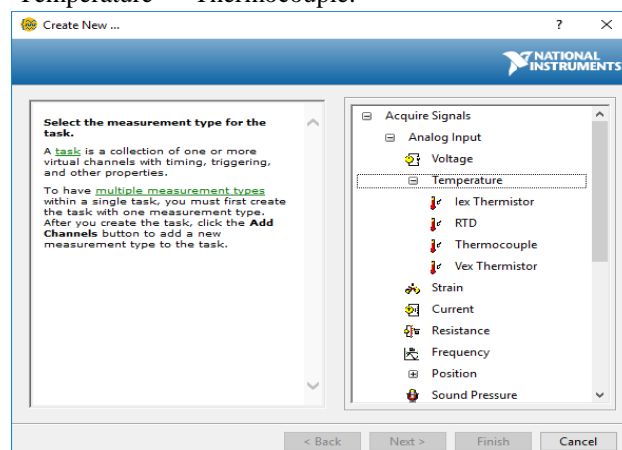 Temperature Thermocouple.
Create New ...
NATIONAL
INSTRUMENTS
Select the measurement type for the
task.
A task is a collection of one or more
virtual channels with timing, triggering,
and other properties.
To have multiple measurement types
within a single task, you must first create
the task with one measurement type.
After you create the task, click the Add
Channels button to add a new
measurement type to the task.
Acquire Signals
Analog Input
Voltage
Temperature
Iex Thermistor
RTD
Thermocouple
Vex Thermistor
Strain
Current
Resistance
Frequency
Position
Sound Pressure
< Back Next > Finish Cancel